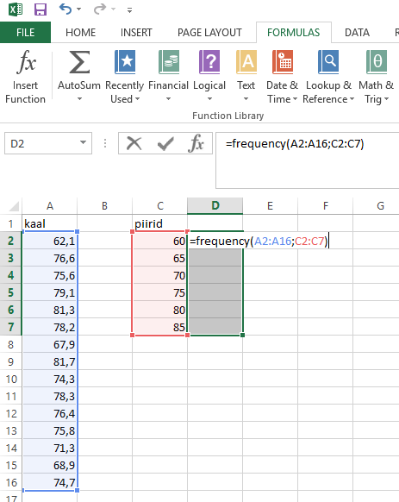 FILE HOME INSERT PAGE LAYOUT FORMULAS DATA
fx Σ ? A θ
Insert Function
AutoSum
Recently Used
Financial
Logical
Text
Date & Time
Lookup & Reference
Math & Trig
Function Library
D2 fx =frequency(A2:A16;C2:C7)
A B C D E F G
1 kaal piirid
2 62,1 60 =frequency(A2:A16;C2:C7)
3 76,6 65
4 75,6 70
5 79,1 75
6 81,3 80
7 78,2 85
8 67,9
9 81,7
10 74,3
11 78,3
12 76,4
13 75,8
14 71,3
15 68,9
16 74,7
17